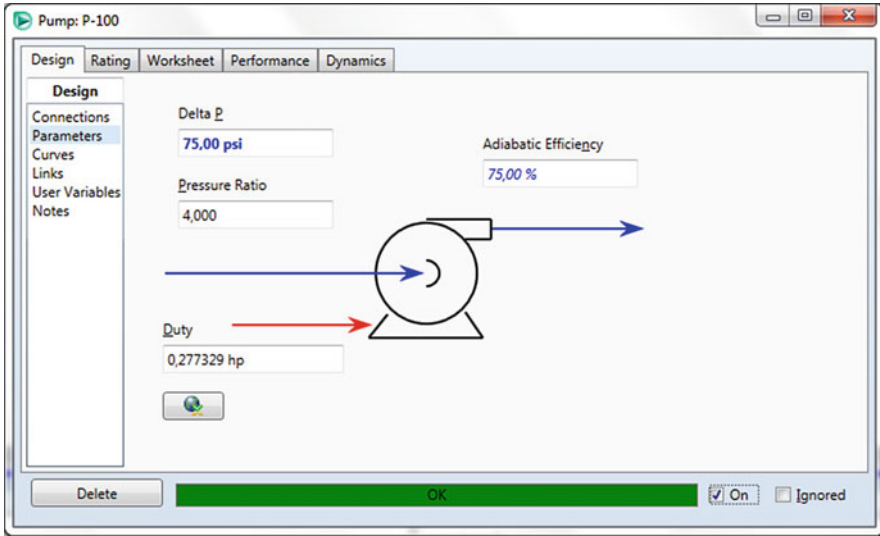 Pump: P-100
Design Rating Worksheet Performance Dynamics
Design
Connections
Parameters
Curves
Links
User Variables
Notes
Delta P
75,00 psi
Adiabatic Efficiency
75,00 %
Pressure Ratio
4,000
Duty
0,277329 hp
Delete
OK
On
Ignored